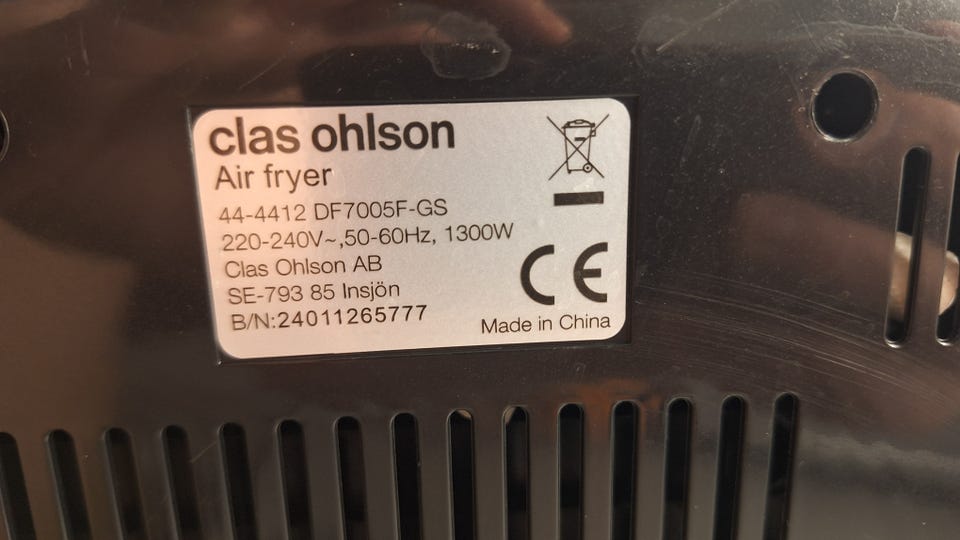 clas ohlson
Air fryer
44-4412 DF7005F-GS
220-240V~,50-60Hz, 1300W
Clas Ohlson AB
SE-793 85 Insjön
B/N:24011265777
CE
Made in China